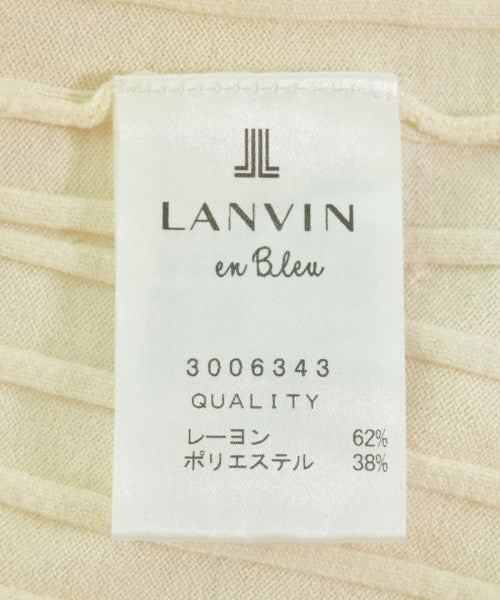 LANVIN
en Bleu
3006343
QUALITY
レーヨン 62%
ポリエステル 38%